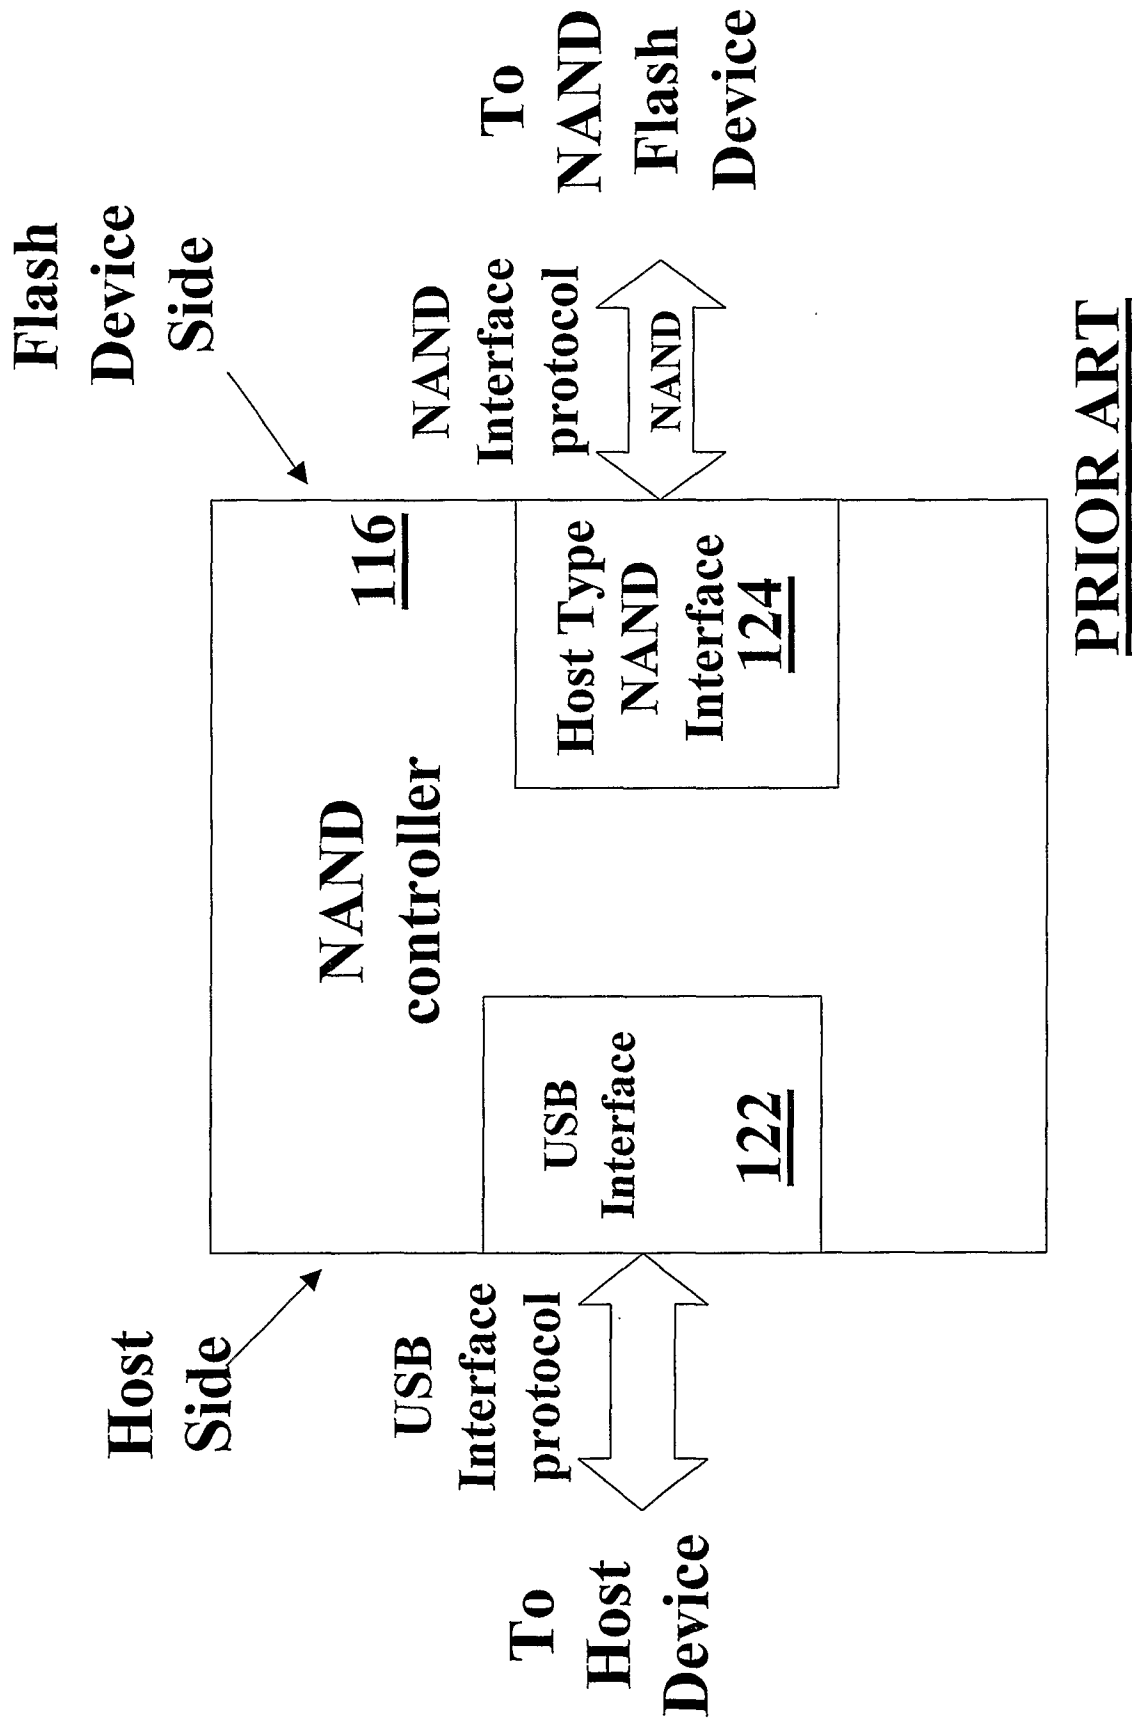 Host
Side
Flash
Device
Side
NAND
controller
116
USB
Interface
protocol
NAND
Interface
protocol
To
Host
Device
USB
Interface
122
Host Type
NAND
Interface
124
NAND
To
NAND
Flash
Device
PRIOR ART